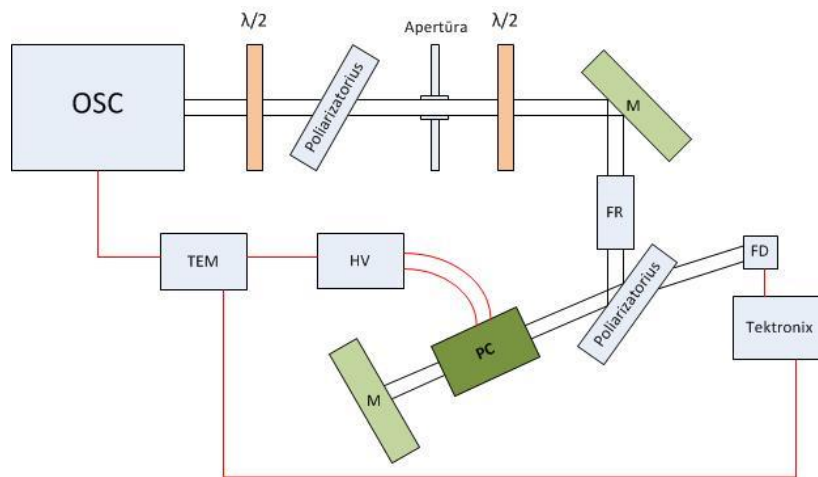 λ/2
Apertūra
λ/2
OSC
Poliarizatorius
M
FR
FD
TEM
HV
Poliarizatorius
Tektronix
PC
M